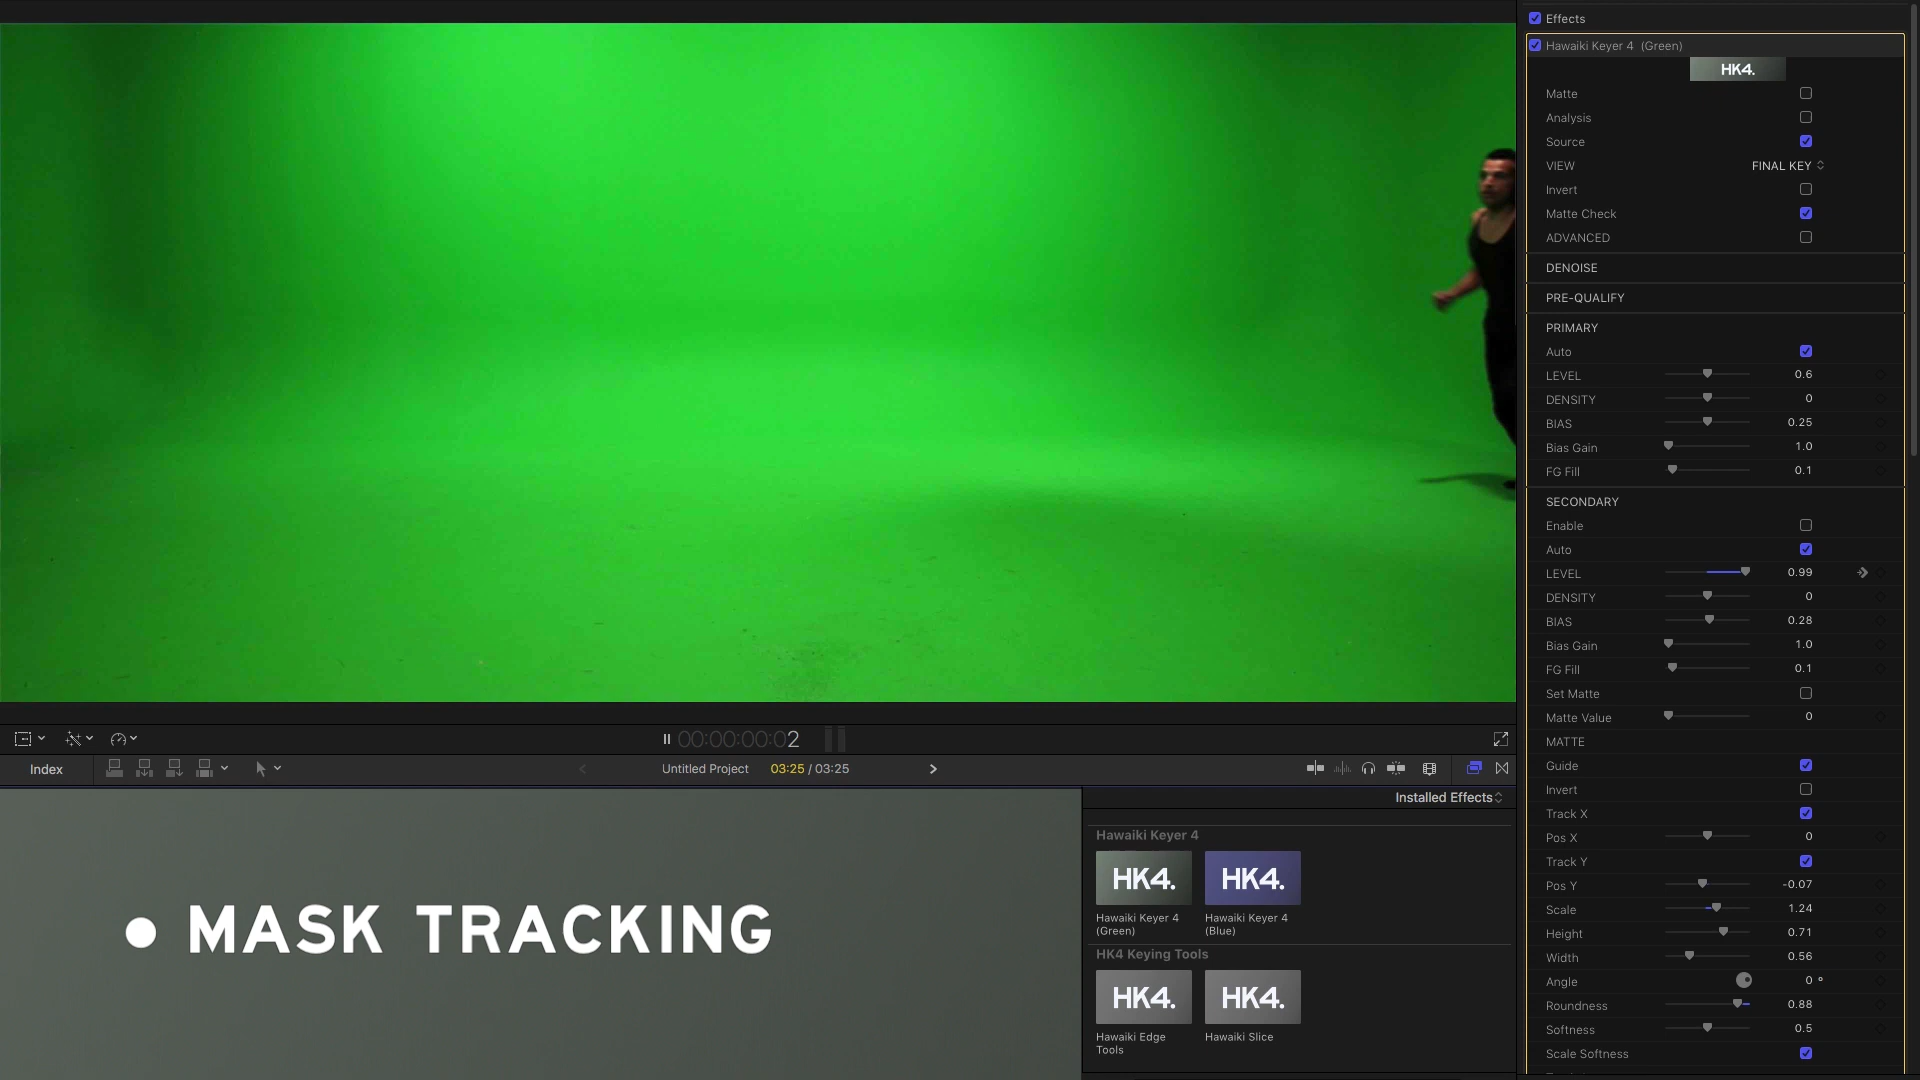 Effects
Hawaiki Keyer 4 (Green)
HK4.
Matte
Analysis
Source
VIEW FINAL KEY
Invert
Matte Check
ADVANCED
DENOISE
PRE-QUALIFY
PRIMARY
Auto
LEVEL 0.6
DENSITY 0
BIAS 0.25
Bias Gain 1.0
FG Fill 0.1
SECONDARY
Enable
Auto
LEVEL 0.99
DENSITY 0
BIAS 0.28
Bias Gain 1.0
FG Fill 0.1
Set Matte
Matte Value 0
MATTE
Guide
Invert
Track X
Pos X 0
Track Y
Pos Y -0.07
Scale 1.24
Height 0.71
Width 0.56
Angle 0 °
Roundness 0.88
Softness 0.5
Scale Softness
00:00:00:02
Index
Untitled Project 03:25 / 03:25
Installed Effects
Hawaiki Keyer 4
HK4. HK4.
Hawaiki Keyer 4 (Green)
Hawaiki Keyer 4 (Blue)
HK4 Keying Tools
HK4. HK4.
Hawaiki Edge Tools
Hawaiki Slice
• MASK TRACKING